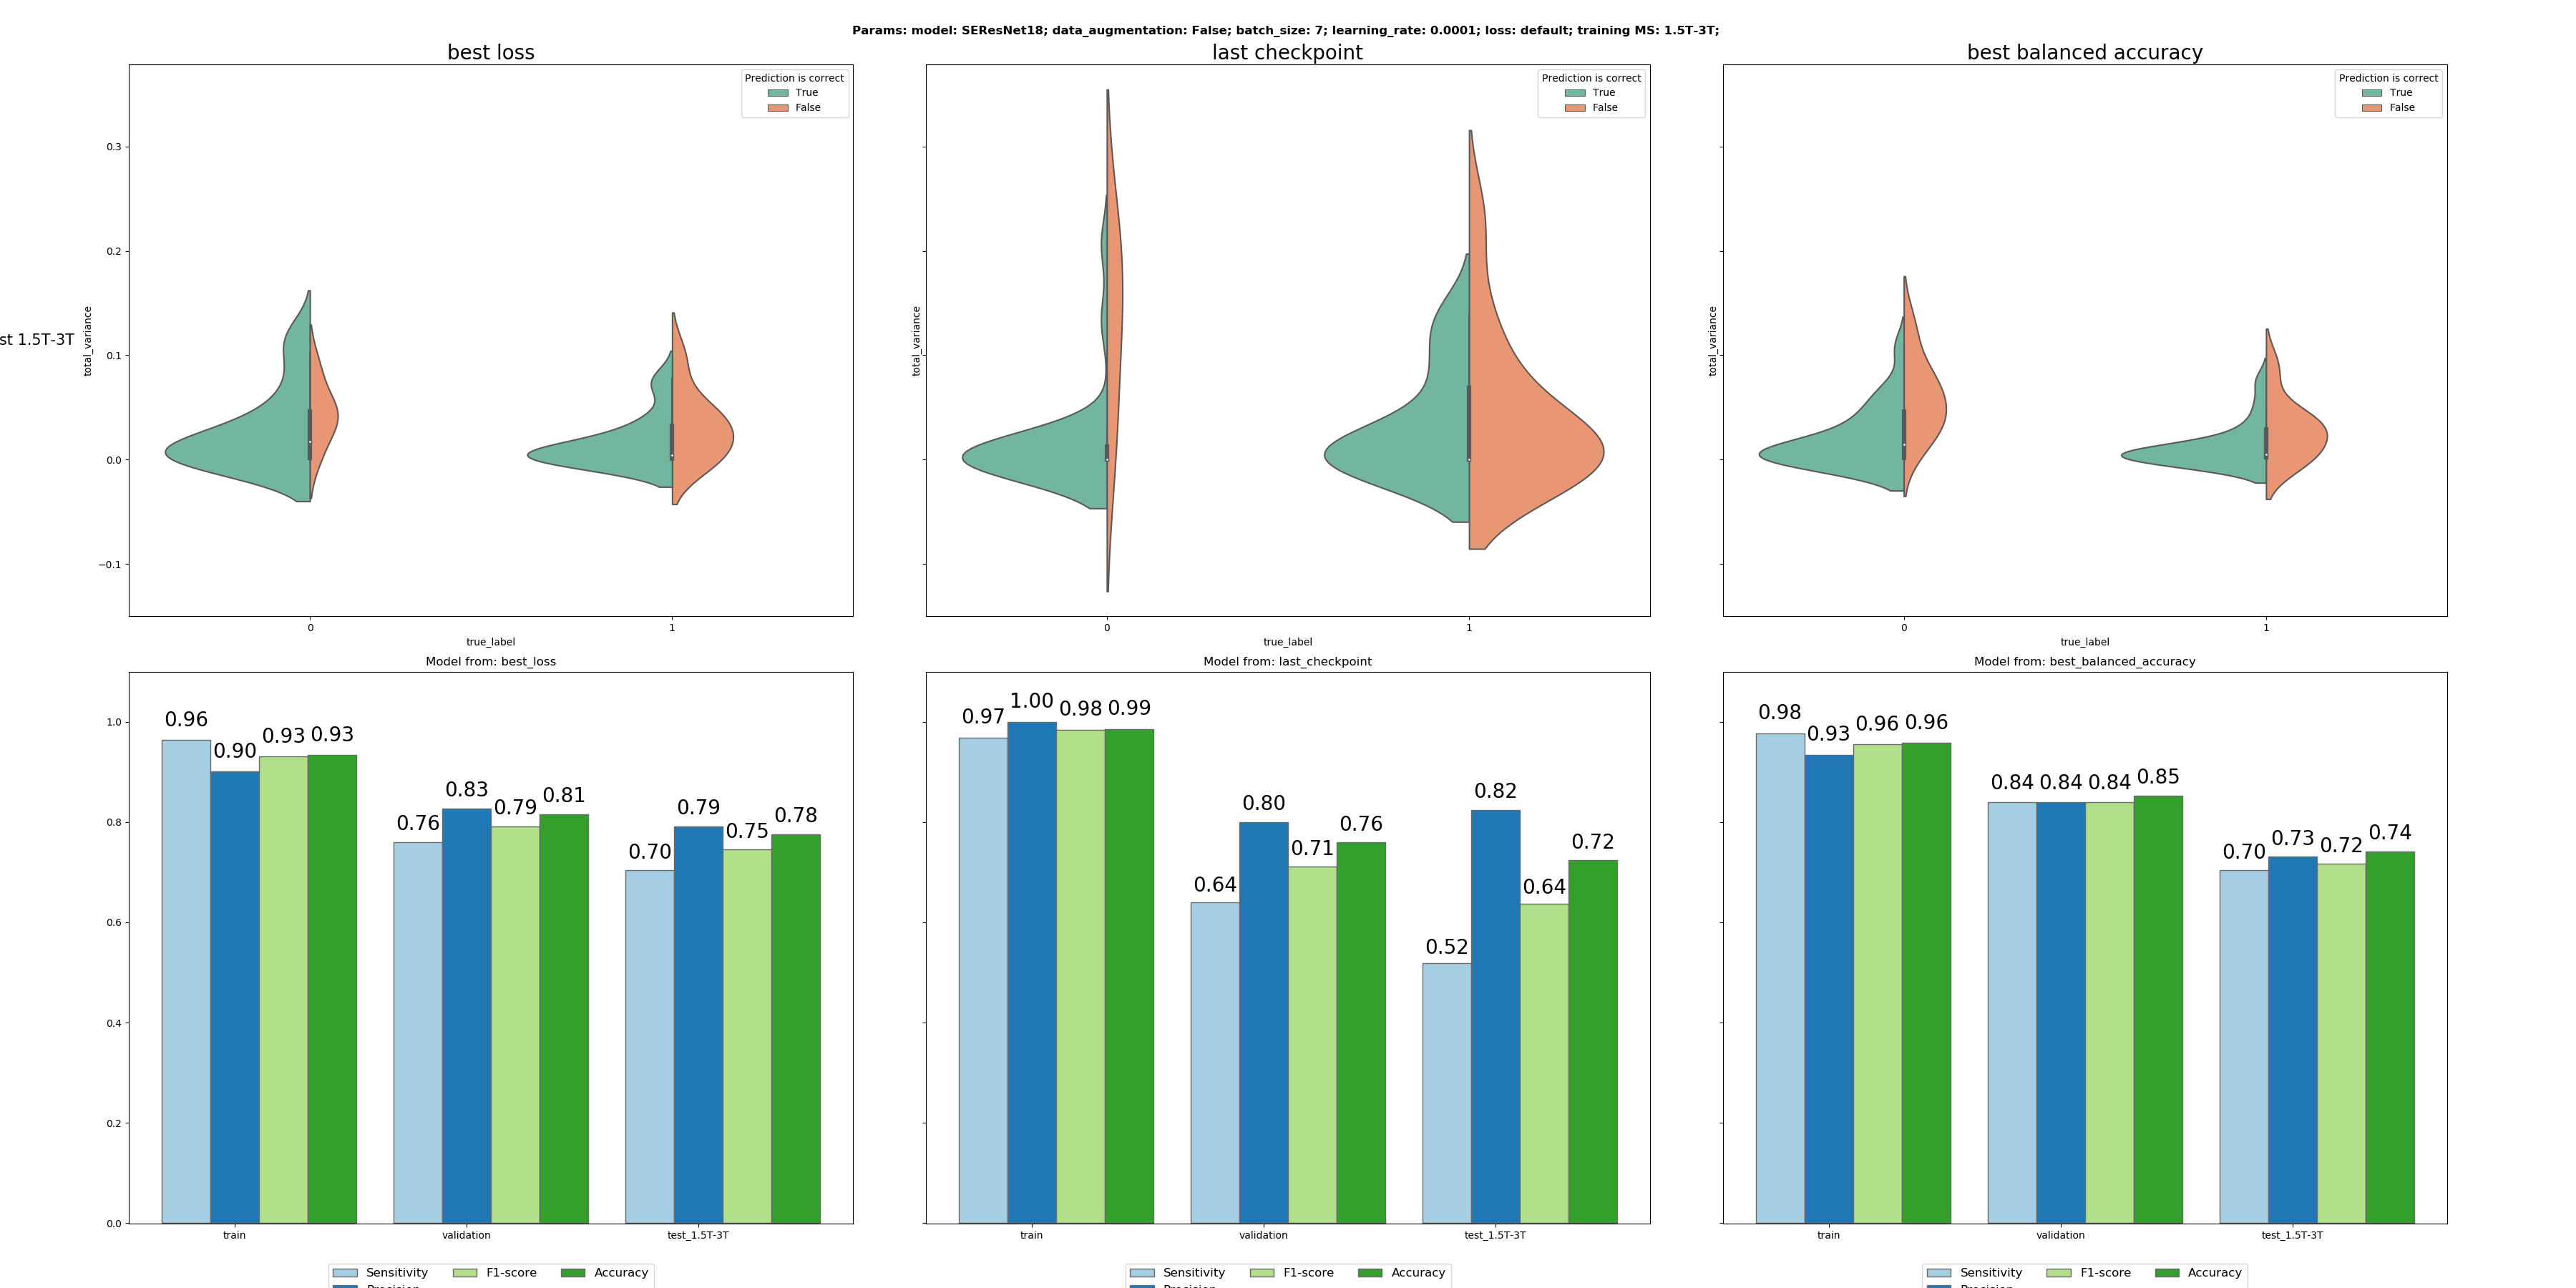 Params: model: SEResNet18; data_augmentation: False; batch_size: 7; learning_rate: 0.0001; loss: default; training MS: 1.5T-3T;
best loss
last checkpoint
best balanced accuracy
Prediction is correct
True
False
Prediction is correct
True
False
Prediction is correct
True
False
0.3
0.2
0.1
0.0
−0.1
st 1.5T-3T
total_variance
total_variance
total_variance
0 1
0 1
0 1
true_label
true_label
true_label
Model from: best_loss
Model from: last_checkpoint
Model from: best_balanced_accuracy
1.0
0.8
0.6
0.4
0.2
0.0
0.96 0.90 0.93 0.93
0.76 0.83 0.79 0.81
0.70 0.79 0.75 0.78
0.97 1.00 0.98 0.99
0.64 0.80 0.71 0.76
0.52 0.82 0.64 0.72
0.98 0.93 0.96 0.96
0.84 0.84 0.84 0.85
0.70 0.73 0.72 0.74
train validation test_1.5T-3T
train validation test_1.5T-3T
train validation test_1.5T-3T
Sensitivity F1-score Accuracy
Sensitivity F1-score Accuracy
Sensitivity F1-score Accuracy